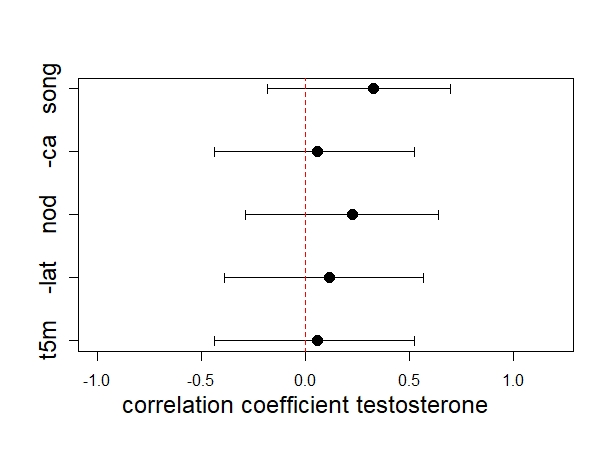 song
-ca
nod
-lat
t5m
-1.0 -0.5 0.0 0.5 1.0
correlation coefficient testosterone